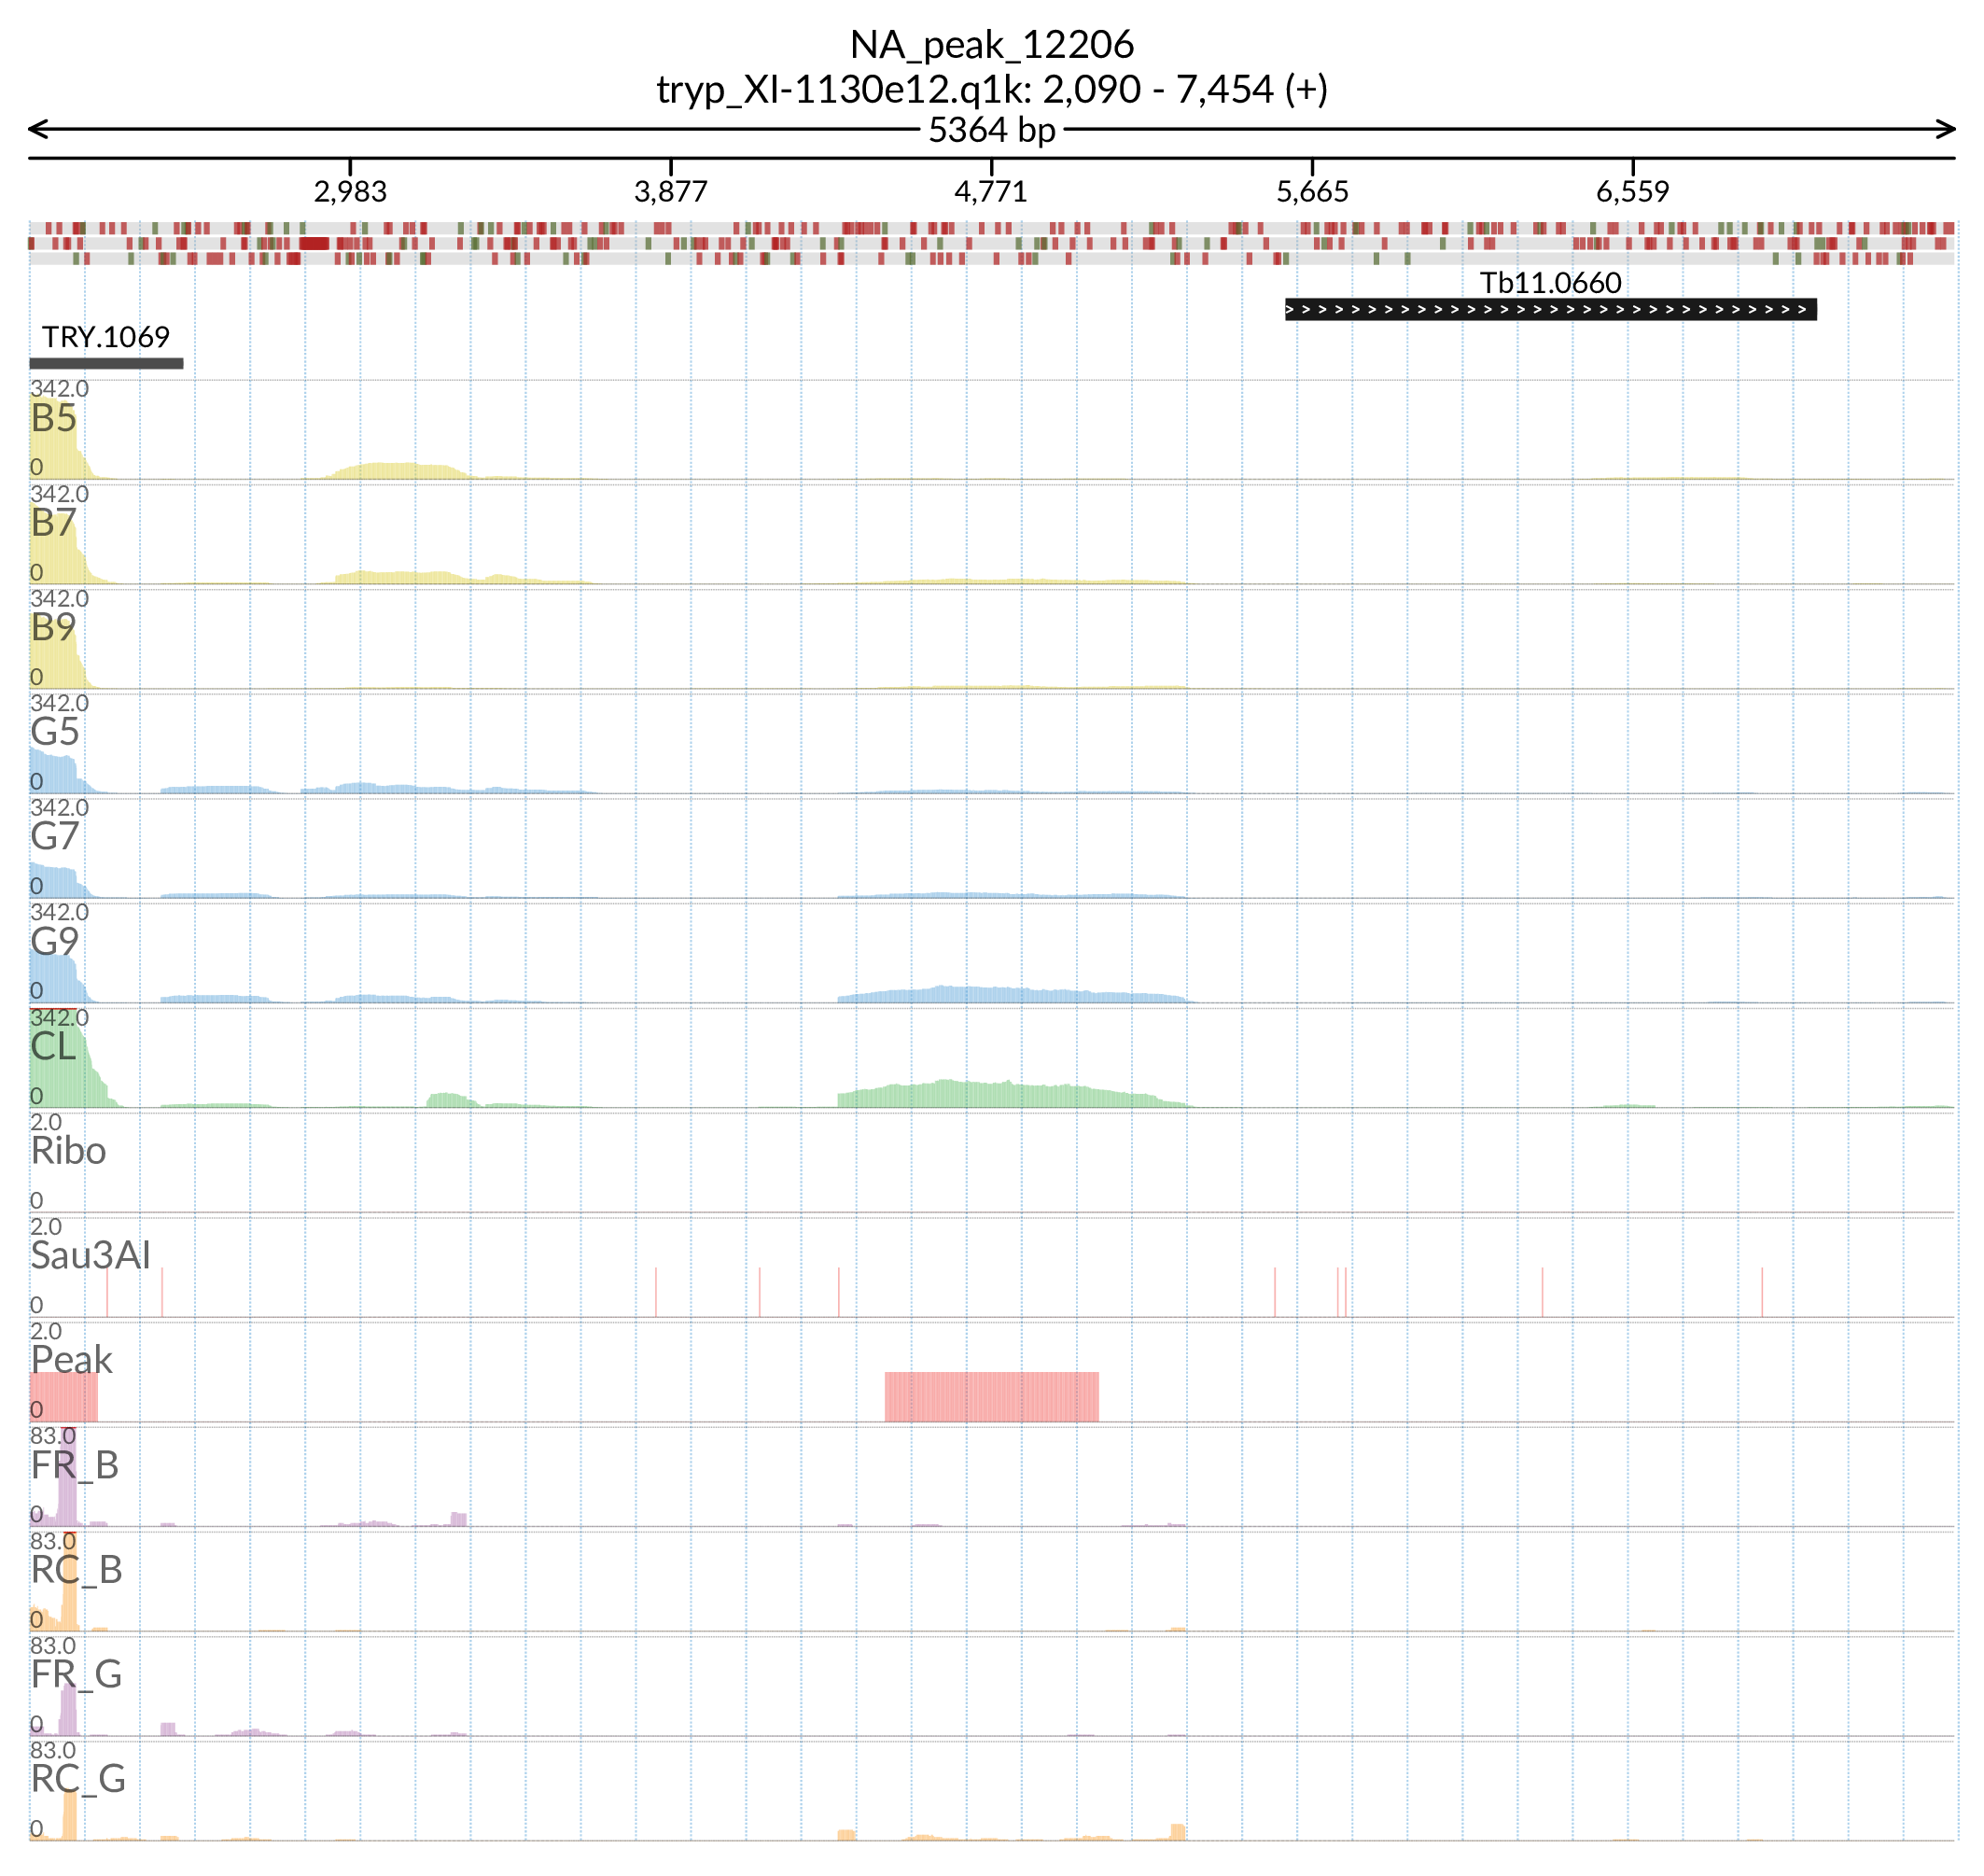 NA_peak_12206
tryp_XI-1130e12.q1k: 2,090 - 7,454 (+)
5364 bp
2,983 3,877 4,771 5,665 6,559
Tb11.0660
TRY.1069
342.0
B5
0
342.0
B7
0
342.0
B9
0
342.0
G5
0
342.0
G7
0
342.0
G9
0
342.0
CL
0
2.0
Ribo
0
2.0
Sau3AI
0
2.0
Peak
0
83.0
FR_B
0
83.0
RC_B
0
83.0
FR_G
0
83.0
RC_G
0